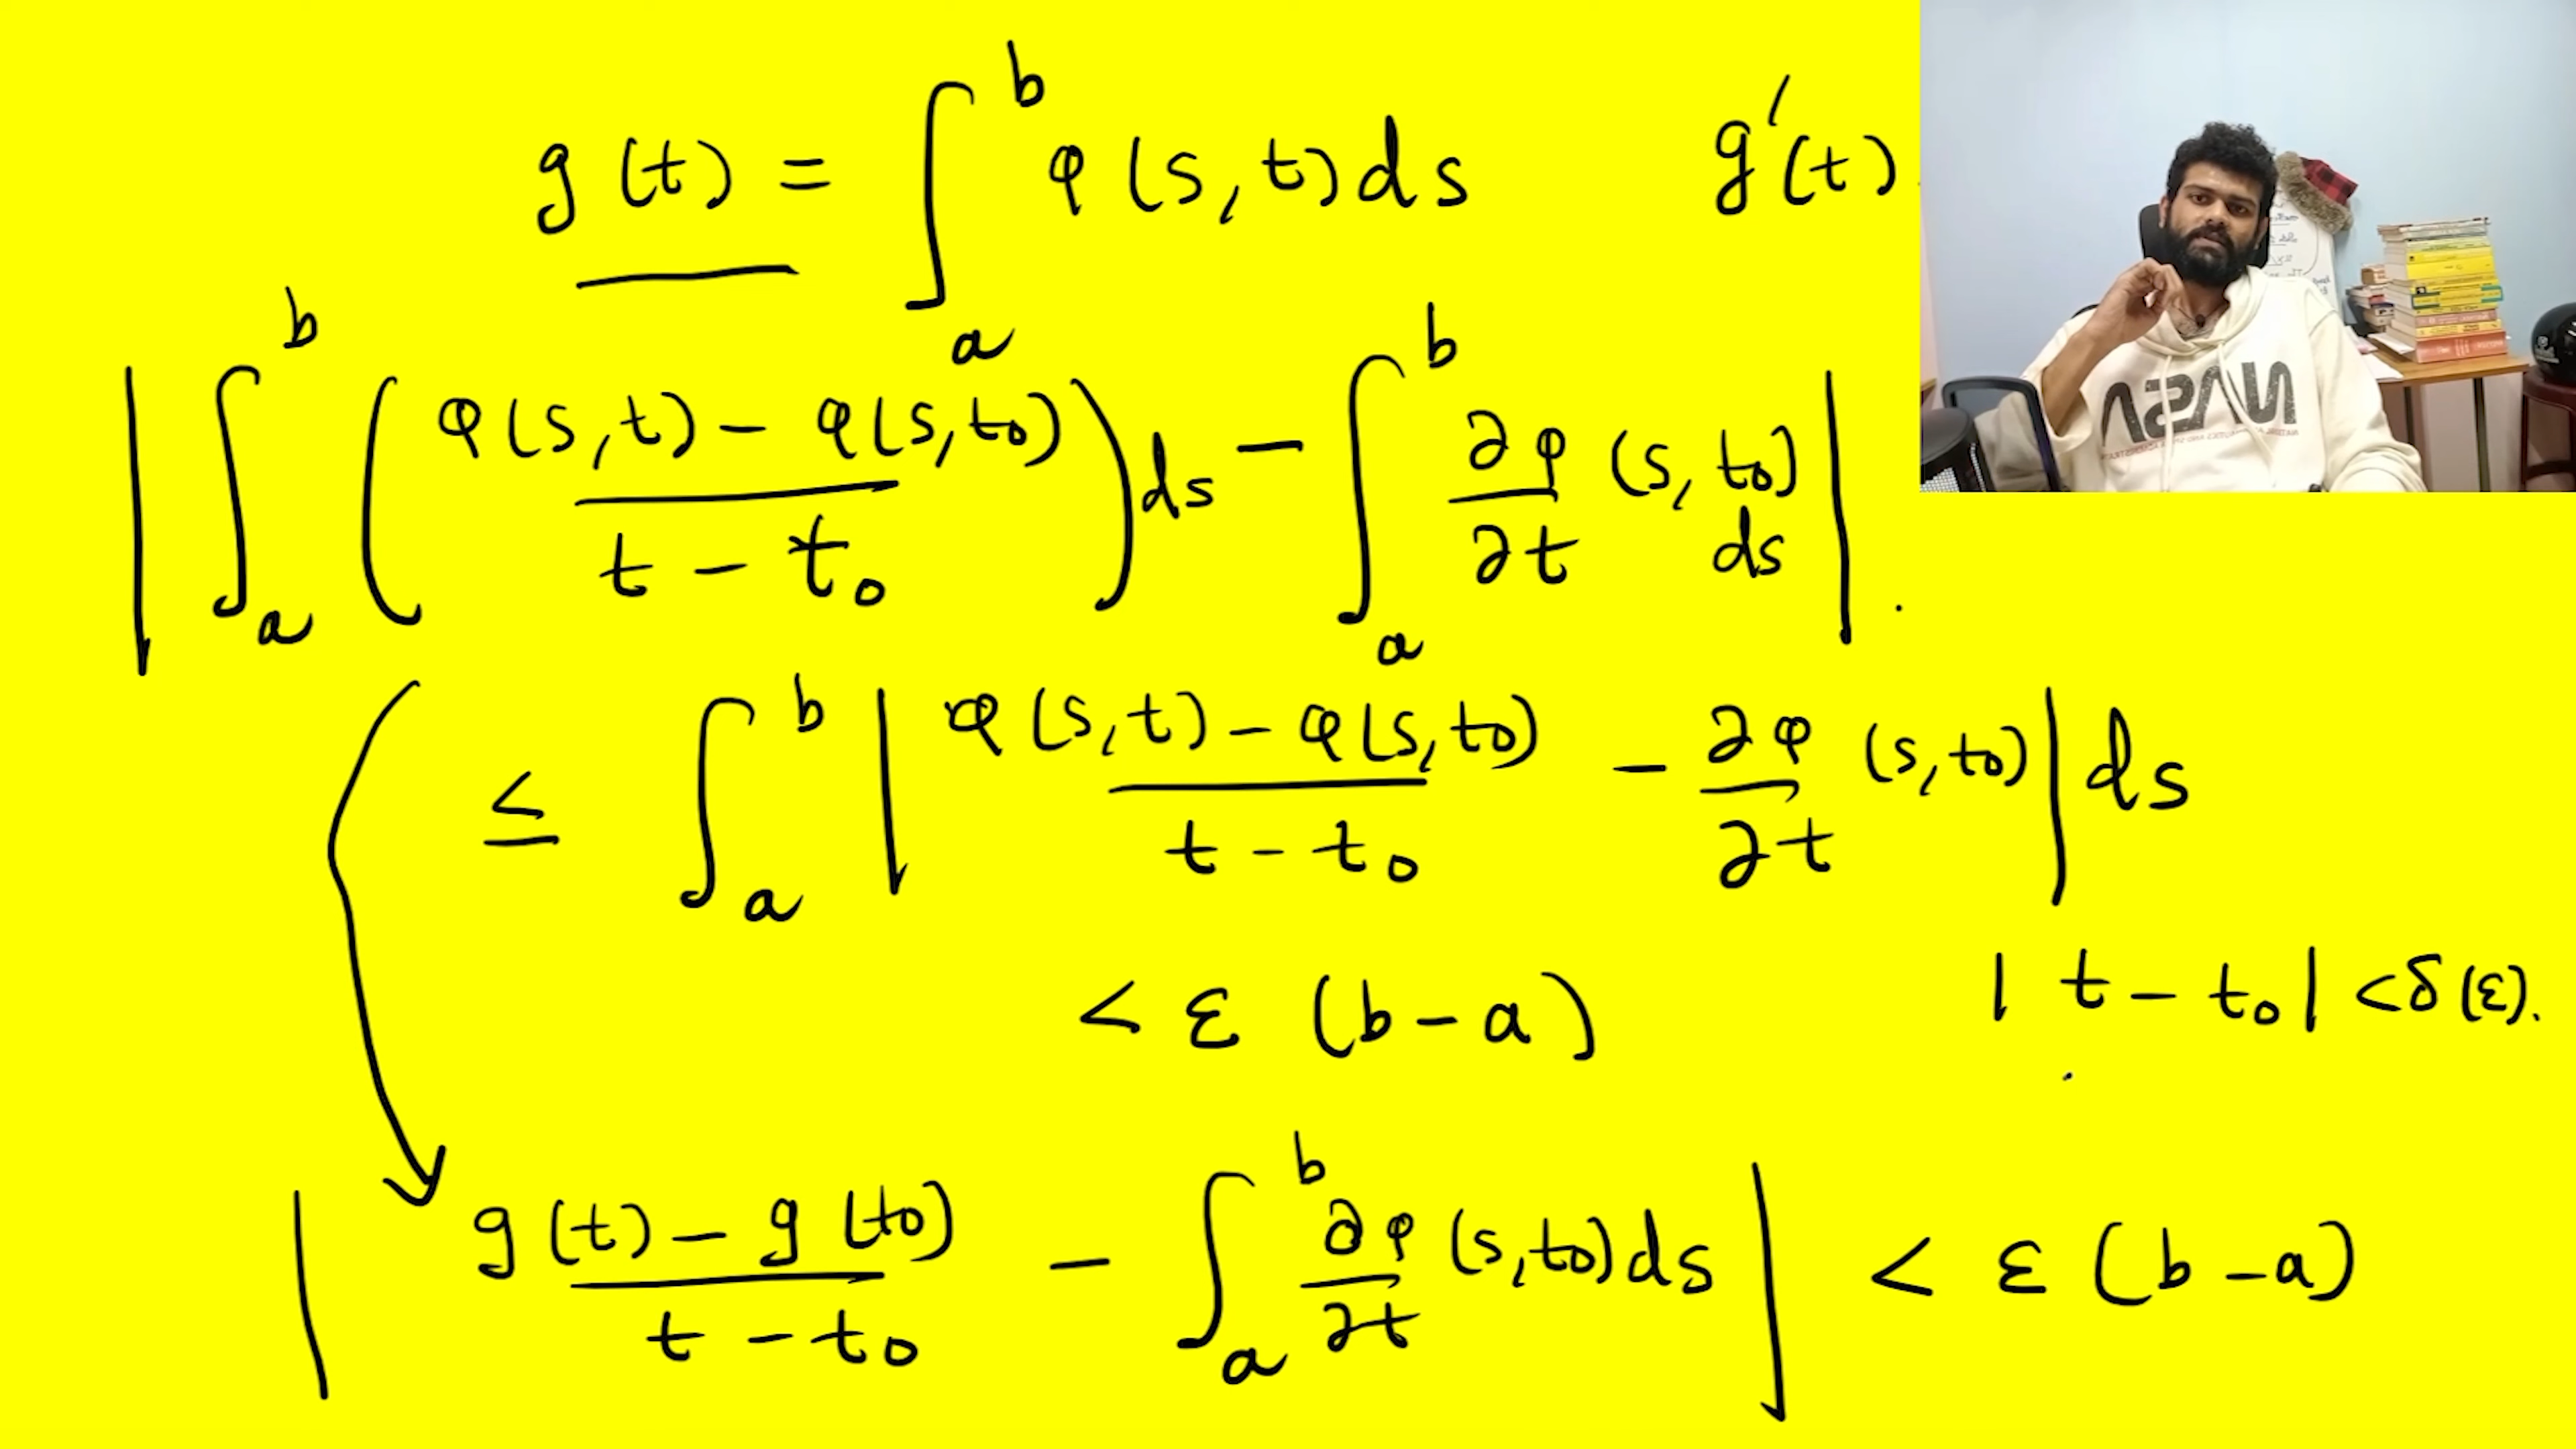 g(t) = ∫_a^b φ(s,t)ds g'(t).
| ∫_a^b ( (φ(s,t) − φ(s,t₀)) / (t − t₀) ) ds − ∫_a^b ∂φ/∂t (s,t₀) ds | .
≤ ∫_a^b | (φ(s,t) − φ(s,t₀)) / (t − t₀) − ∂φ/∂t (s,t₀) | ds
< ε (b − a) | t − t₀ | < δ(ε).
| (g(t) − g(t₀)) / (t − t₀) − ∫_a^b ∂φ/∂t (s,t₀) ds | < ε (b − a)
NASA